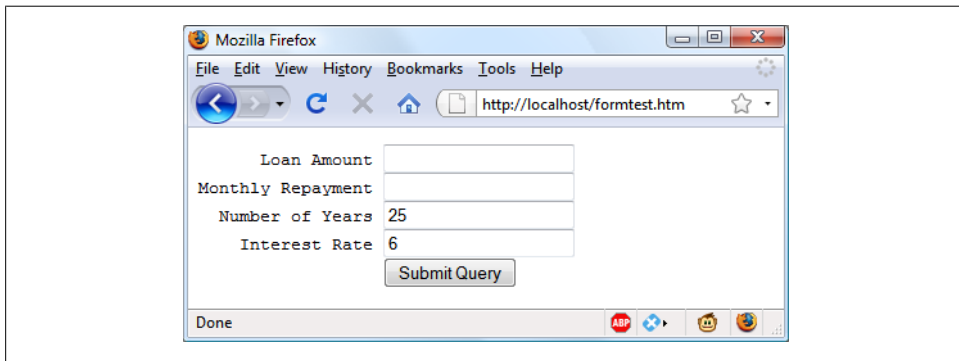 Mozilla Firefox
File Edit View History Bookmarks Tools Help
http://localhost/formtest.htm
Loan Amount
Monthly Repayment
Number of Years 25
Interest Rate 6
Submit Query
Done ABP